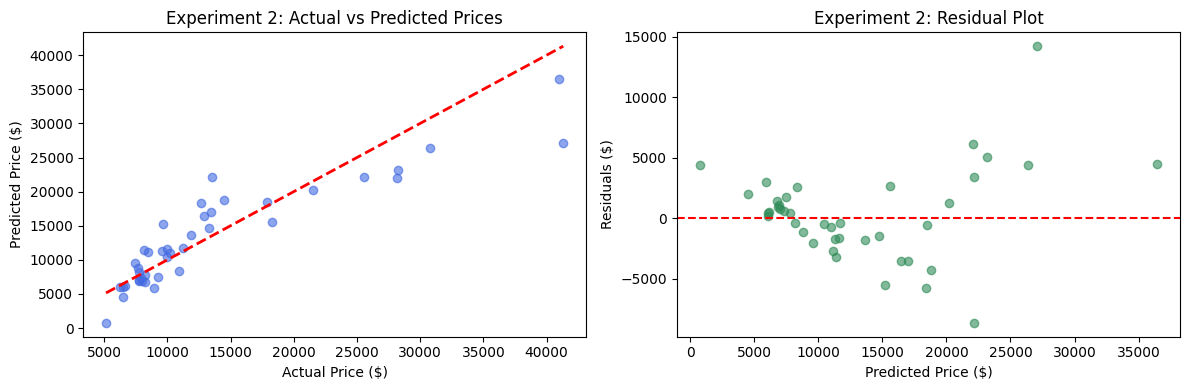 Experiment 2: Actual vs Predicted Prices
Predicted Price ($)
40000
35000
30000
25000
20000
15000
10000
5000
0
5000 10000 15000 20000 25000 30000 35000 40000
Actual Price ($)
Experiment 2: Residual Plot
Residuals ($)
15000
10000
5000
0
−5000
0 5000 10000 15000 20000 25000 30000 35000
Predicted Price ($)